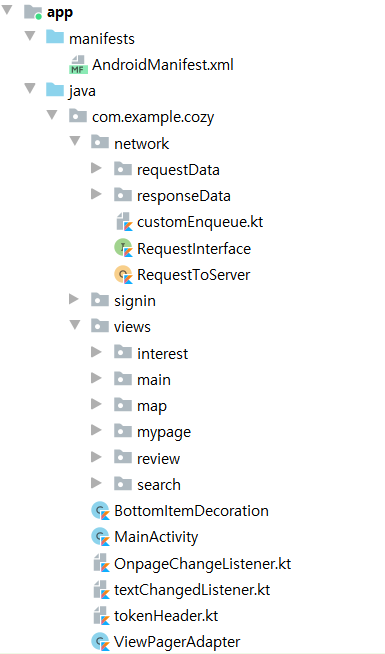 app
manifests
AndroidManifest.xml
java
com.example.cozy
network
requestData
responseData
customEnqueue.kt
RequestInterface
RequestToServer
signin
views
interest
main
map
mypage
review
search
BottomItemDecoration
MainActivity
OnpageChangeListener.kt
textChangedListener.kt
tokenHeader.kt
ViewPagerAdapter